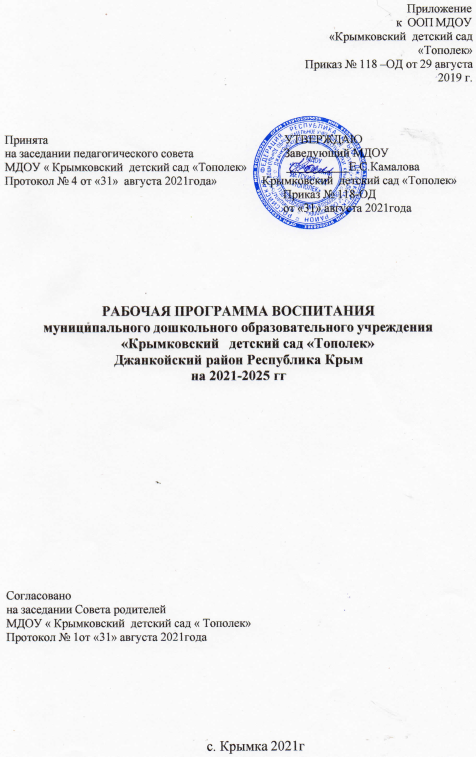 Приложение
к ООП МДОУ
«Крымковский детский сад
«Тополек»
Приказ № 118 –ОД от 29 августа
2019 г.
Принята
на заседании педагогического совета
МДОУ « Крымковский детский сад «Тополек»
Протокол № 4 от «31» августа 2021года»
УТВЕРЖДАЮ
Заведующий МДОУ
Е.С.Камалова
Крымковский детский сад «Тополек»
Приказ № 118-ОД
от «31» августа 2021года
РАБОЧАЯ ПРОГРАММА ВОСПИТАНИЯ
муниципального дошкольного образовательного учреждения
«Крымковский детский сад «Тополек»
Джанкойский район Республика Крым
на 2021-2025 гг
Согласовано
на заседании Совета родителей
МДОУ « Крымковский детский сад « Тополек»
Протокол № 1от «31» августа 2021года
с. Крымка 2021г